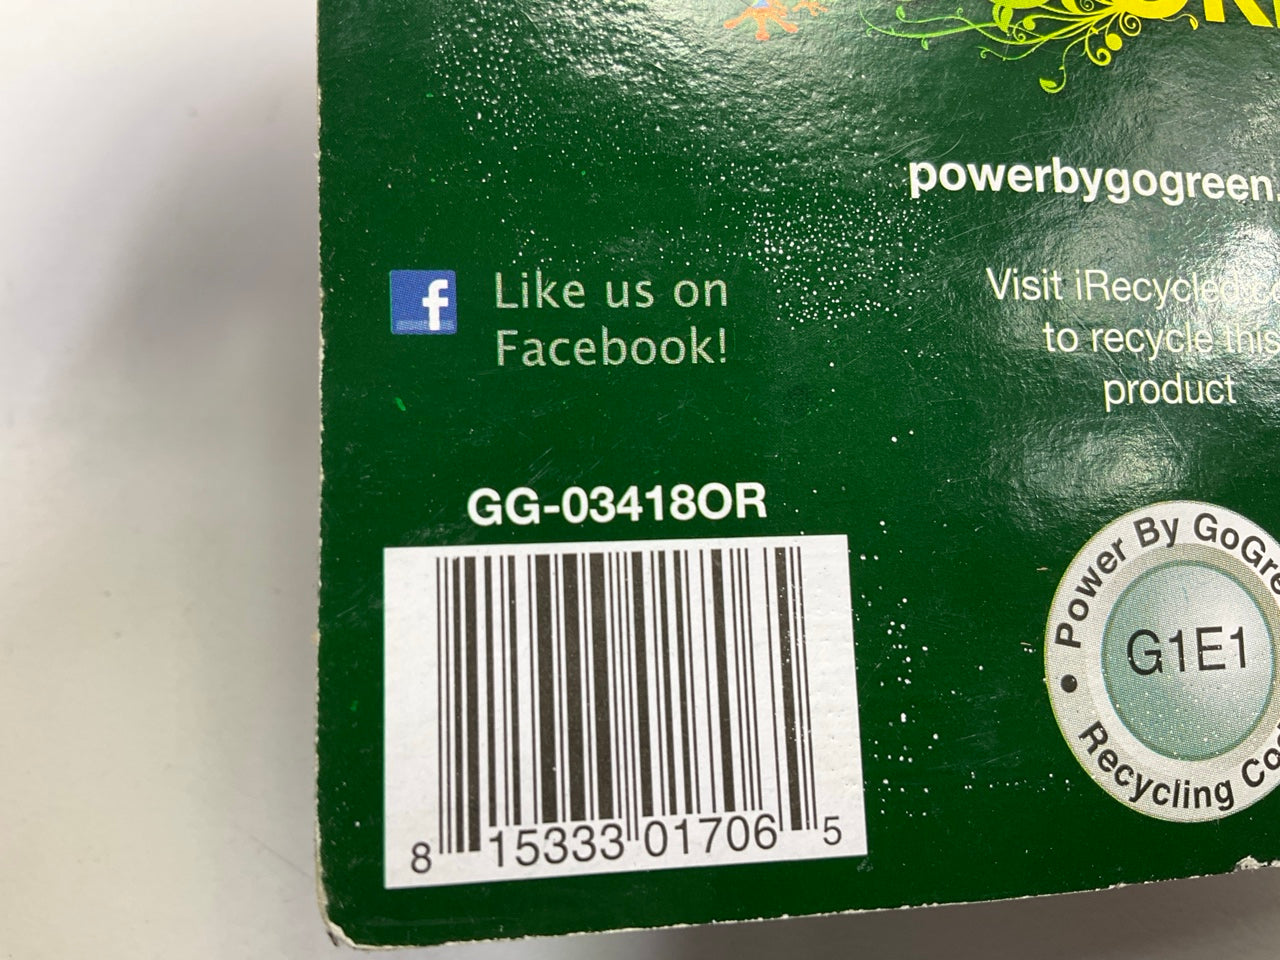 powerbygogreen
Like us on
Facebook!
Visit iRecycled.c
to recycle this
product
GG-03418OR
8 15333 01706 5
Power By GoGre
G1E1
Recycling Co